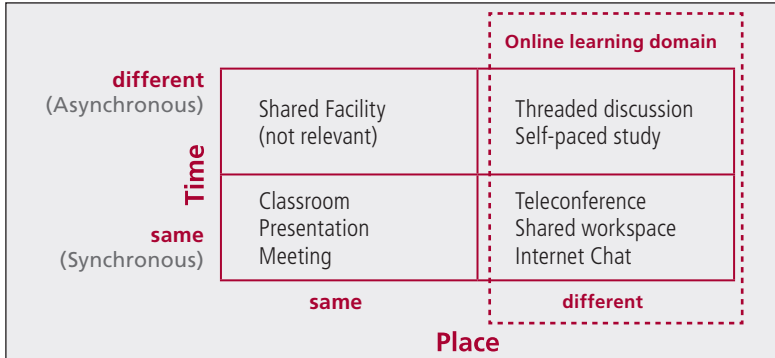 Online learning domain
different
(Asynchronous)
Shared Facility
(not relevant)
Threaded discussion
Self-paced study
Time
same
(Synchronous)
Classroom
Presentation
Meeting
Teleconference
Shared workspace
Internet Chat
same
different
Place